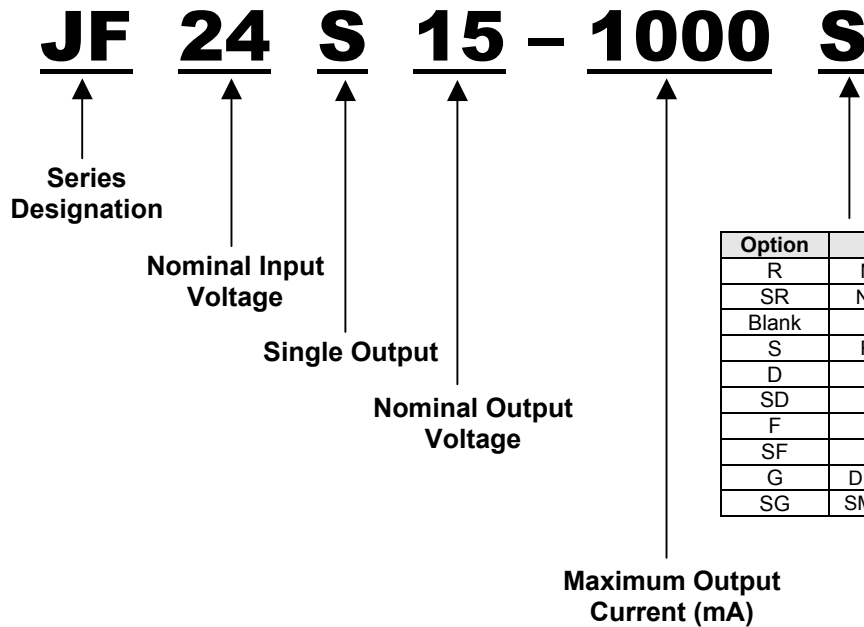 JF 24 S 15 – 1000 S
Series
Designation
Nominal Input
Voltage
Single Output
Nominal Output
Voltage
Maximum Output
Current (mA)
Option
R
SR
Blank
S
D
SD
F
SF
G D
SG